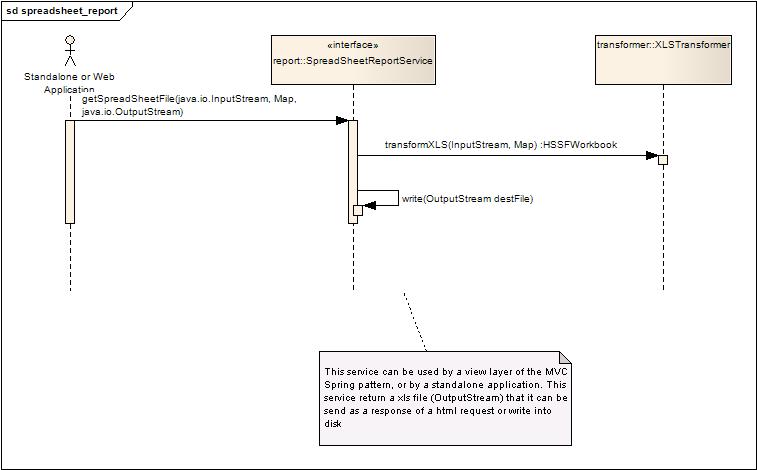 sd spreadsheet_report
Standalone or Web
Application
«interface»
report::SpreadSheetReportService
transformer::XLSTransformer
getSpreadSheetFile(java.io.InputStream, Map,
java.io.OutputStream)
transformXLS(InputStream, Map) :HSSFWorkbook
write(OutputStream destFile)
This service can be used by a view layer of the MVC
Spring pattern, or by a standalone application. This
service return a xls file (OutputStream) that it can be
send as a response of a html request or write into
disk